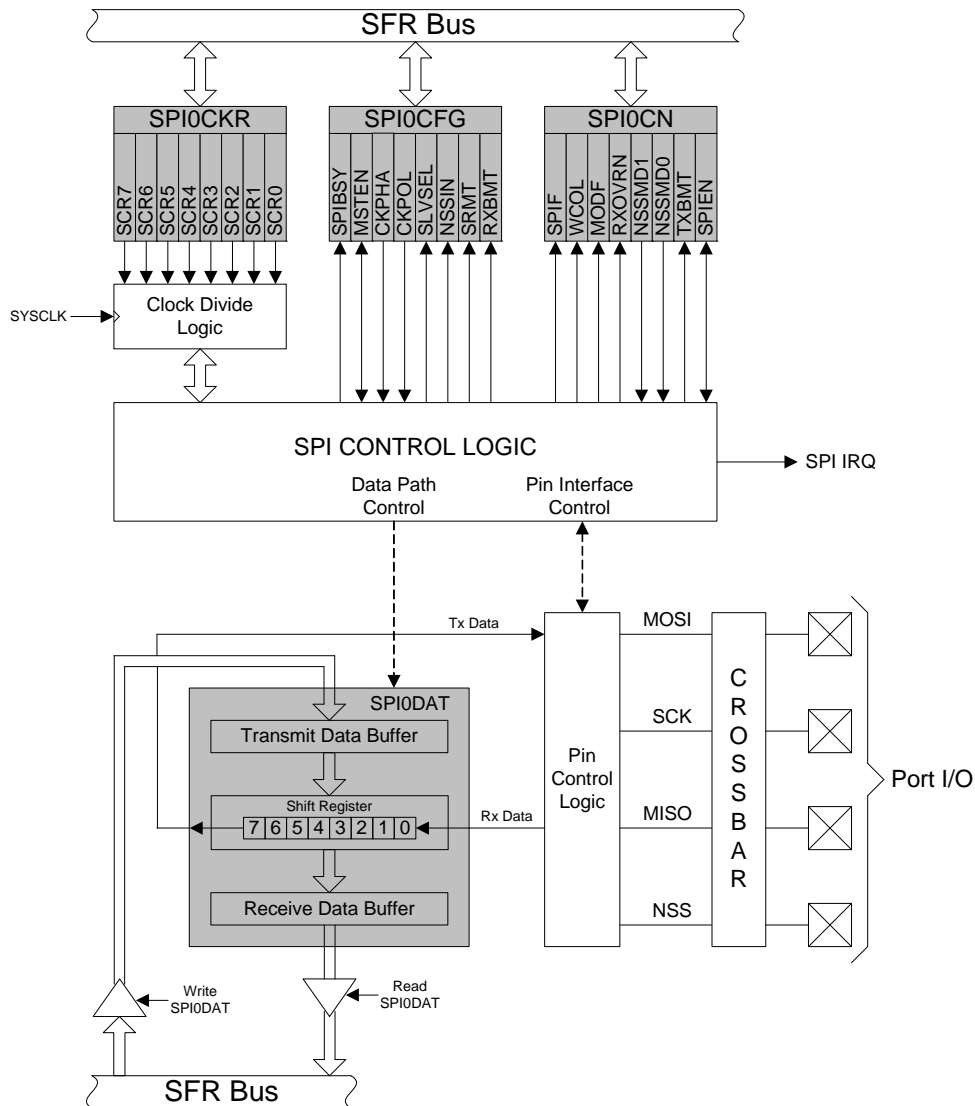 SFR Bus
SPI0CKR
SPI0CFG
SPI0CN
SCR7
SCR6
SCR5
SCR4
SCR3
SCR2
SCR1
SCR0
SPIBSY
MSTEN
CKPHA
CKPOL
SLVSEL
NSSIN
SRMT
RXBMT
SPIF
WCOL
MODF
RXOVRN
NSSMD1
NSSMD0
TXBMT
SPIEN
SYSCLK
Clock Divide
Logic
SPI CONTROL LOGIC
SPI IRQ
Data Path
Control
Pin Interface
Control
Tx Data
MOSI
SPI0DAT
Transmit Data Buffer
SCK
Shift Register
7 6 5 4 3 2 1 0
Rx Data
Pin
Control
Logic
MISO
CROSSBAR
Port I/O
Receive Data Buffer
NSS
Write
SPI0DAT
Read
SPI0DAT
SFR Bus